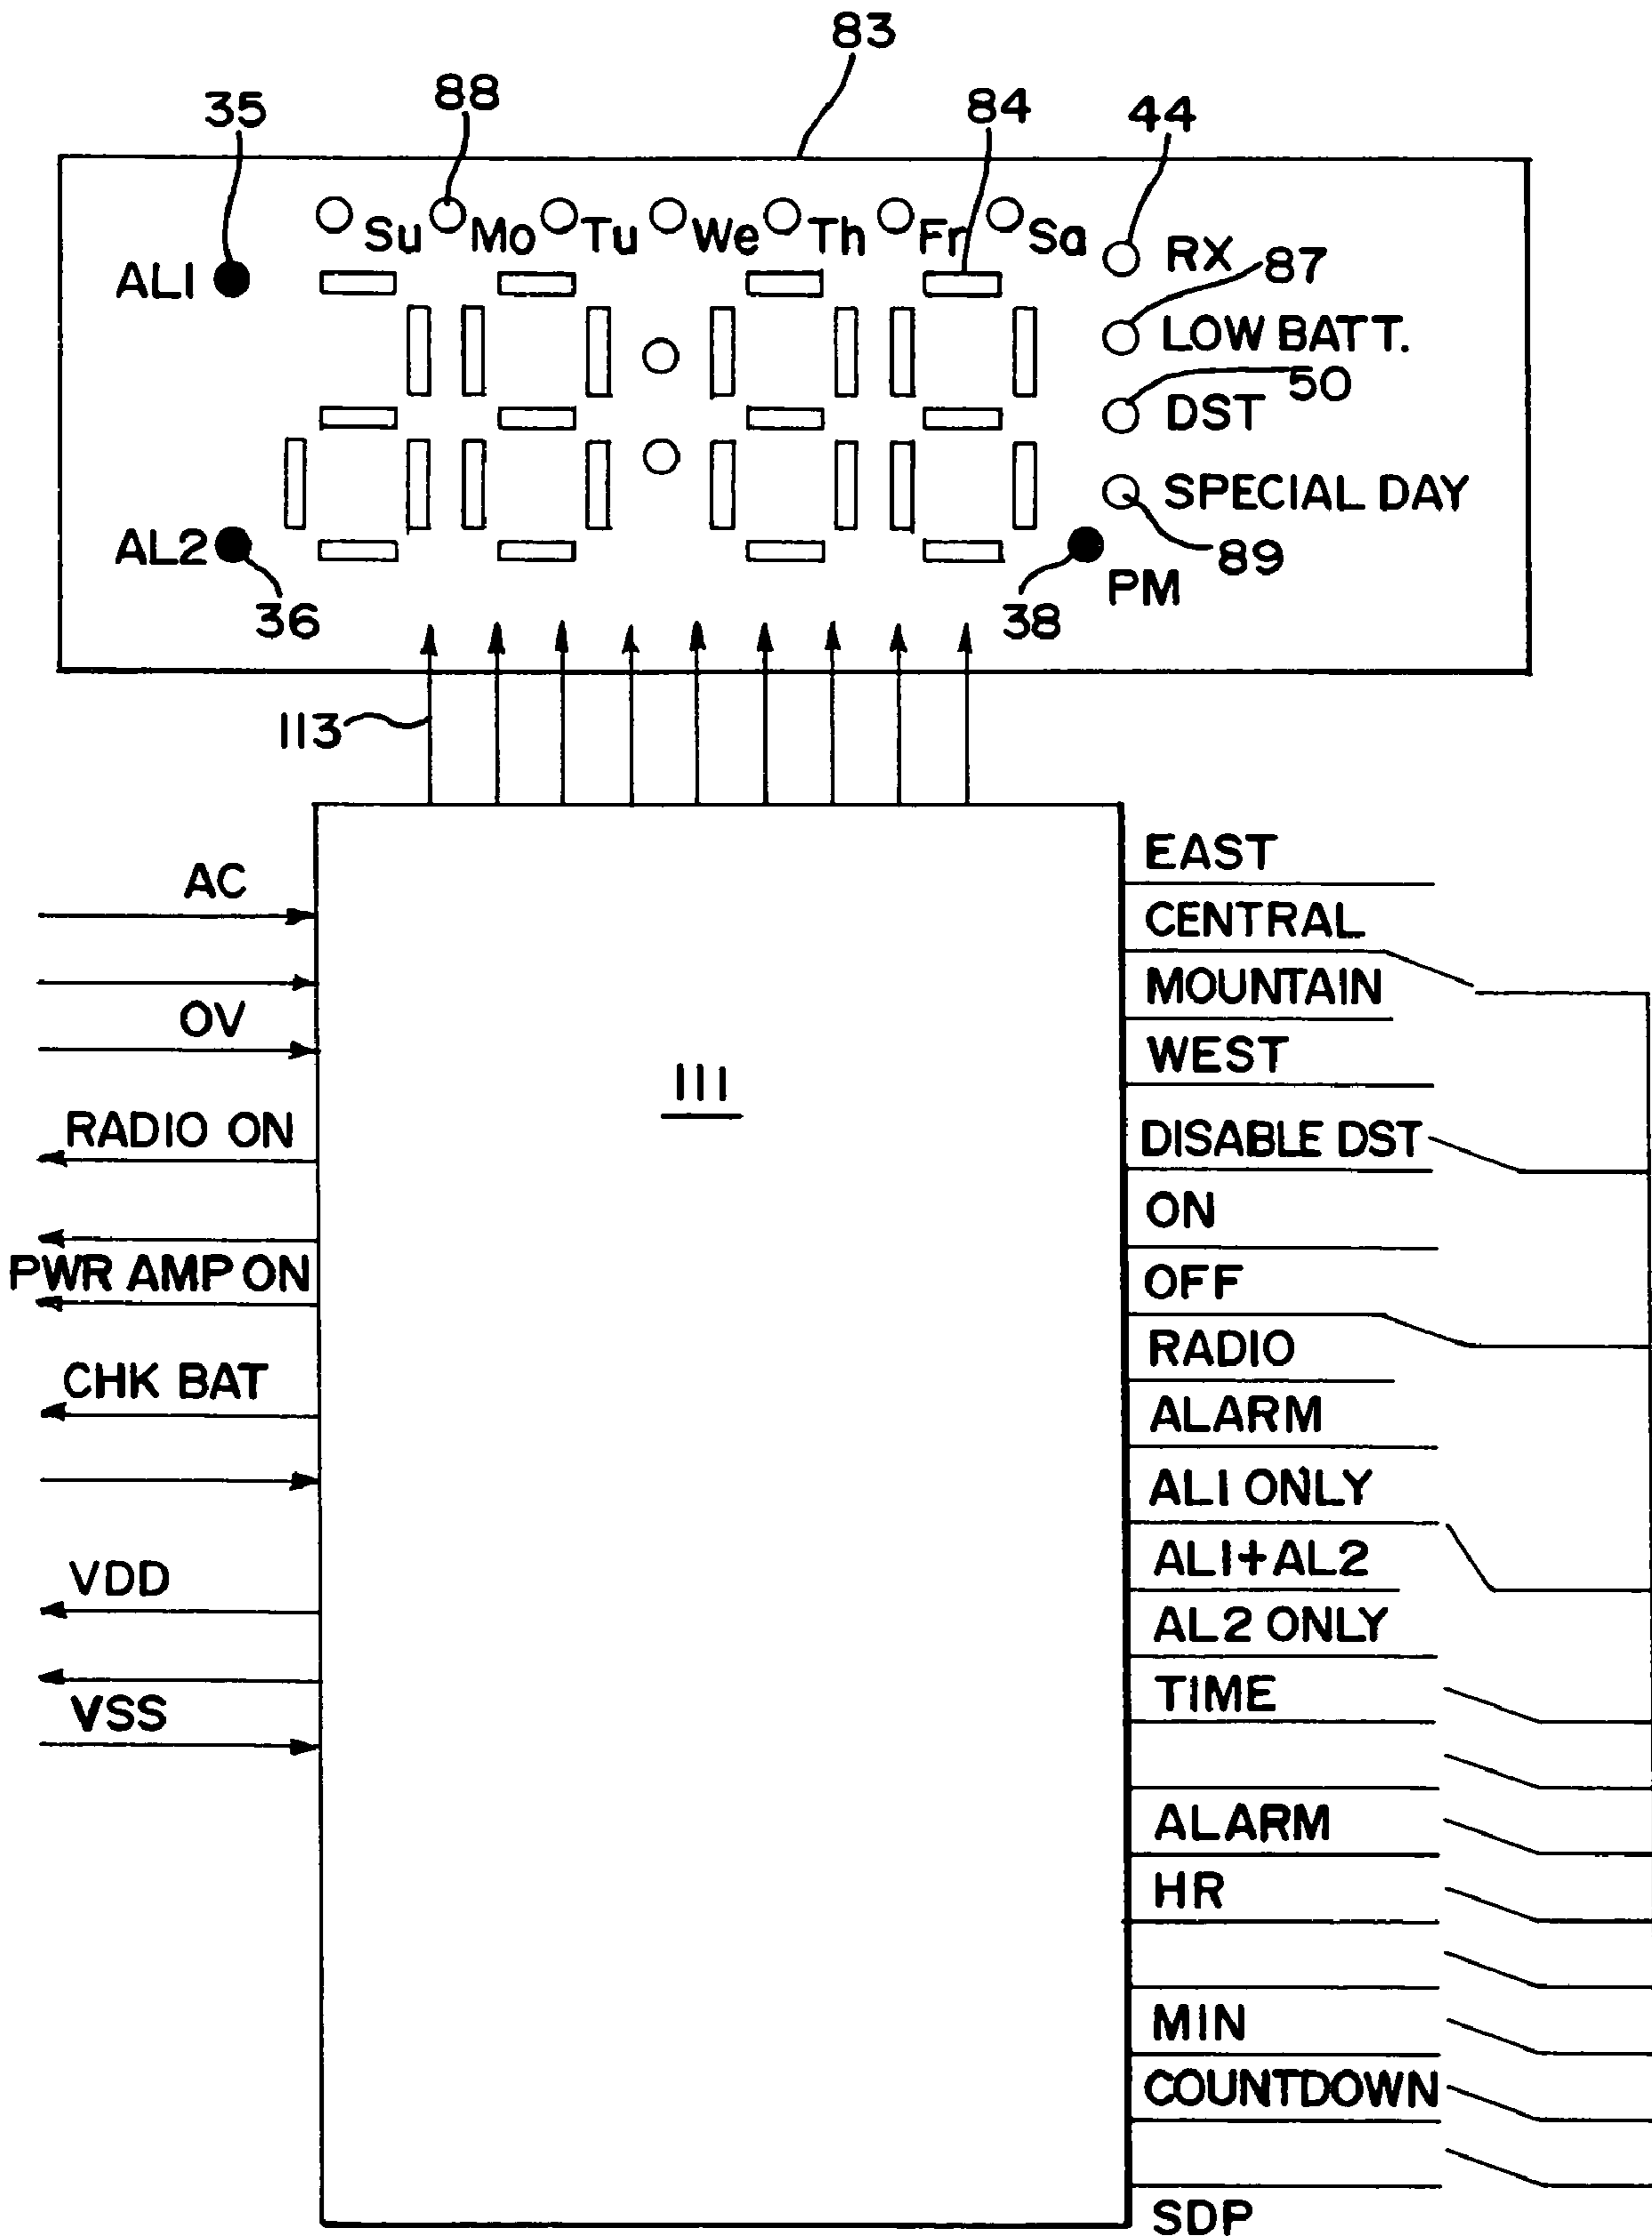 83
35 88 84 44
Su Mo Tu We Th Fr Sa
RX 87
AL1
LOW BATT.
50
DST
SPECIAL DAY
AL2
89
PM
36 38
113
EAST
AC
CENTRAL
MOUNTAIN
OV
WEST
111
RADIO ON
DISABLE DST
ON
PWR AMP ON
OFF
RADIO
CHK BAT
ALARM
AL1 ONLY
AL1+AL2
VDD
AL2 ONLY
TIME
VSS
ALARM
HR
MIN
COUNTDOWN
SDP